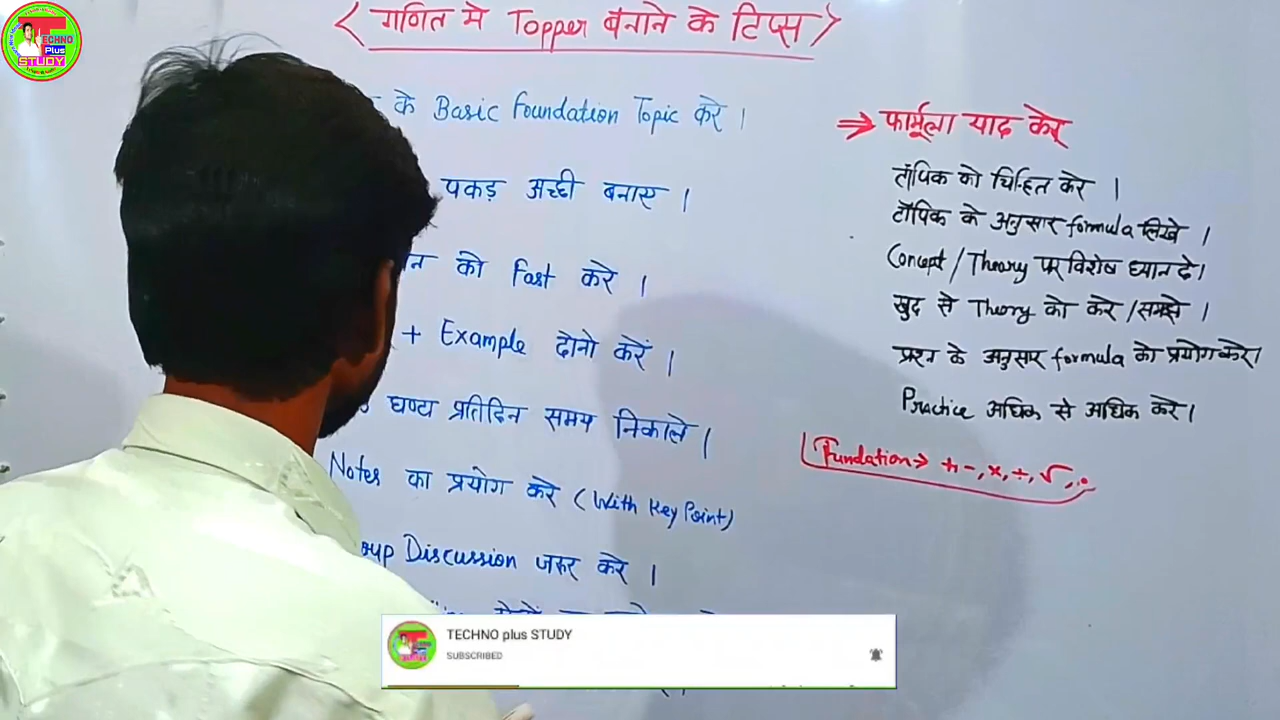 गणित मे Topper बनाने के टिप्स
के Basic Foundation Topic करे ।
पकड़ अच्छी बनाए ।
को Fast करे ।
+ Example दोनो करें ।
घण्टा प्रतिदिन समय निकाले ।
Notes का प्रयोग करे (With Key Point)
Discussion जरूर करे ।
⇒ फार्मूला याद करे
टॉपिक को चिन्हित करे ।
टॉपिक के अनुसार formula लिखे ।
Concept / Theory पर विशेष ध्यान दे।
खुद से Theory को करे / समझे ।
प्रश्न के अनुसार formula को प्रयोग करे।
Practice अधिक से अधिक करे।
Fundation → +, -, ×, ÷, √, .
TECHNO plus STUDY
SUBSCRIBED
TECHNO
Plus
STUDY